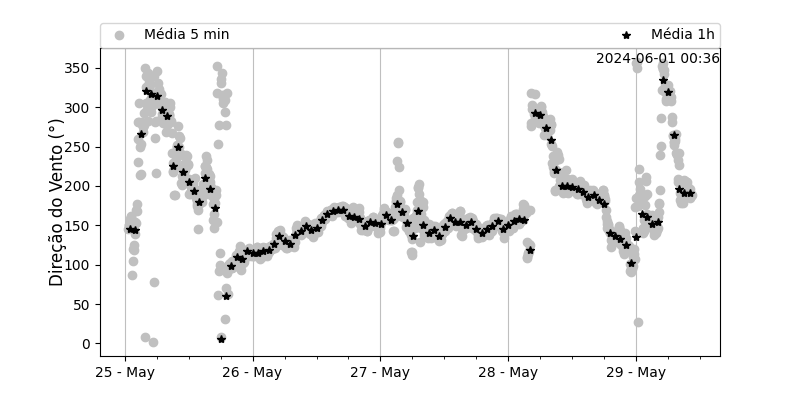 Média 5 min
Média 1h
2024-06-01 00:36
Direção do Vento (°)
350
300
250
200
150
100
50
0
25 - May
26 - May
27 - May
28 - May
29 - May